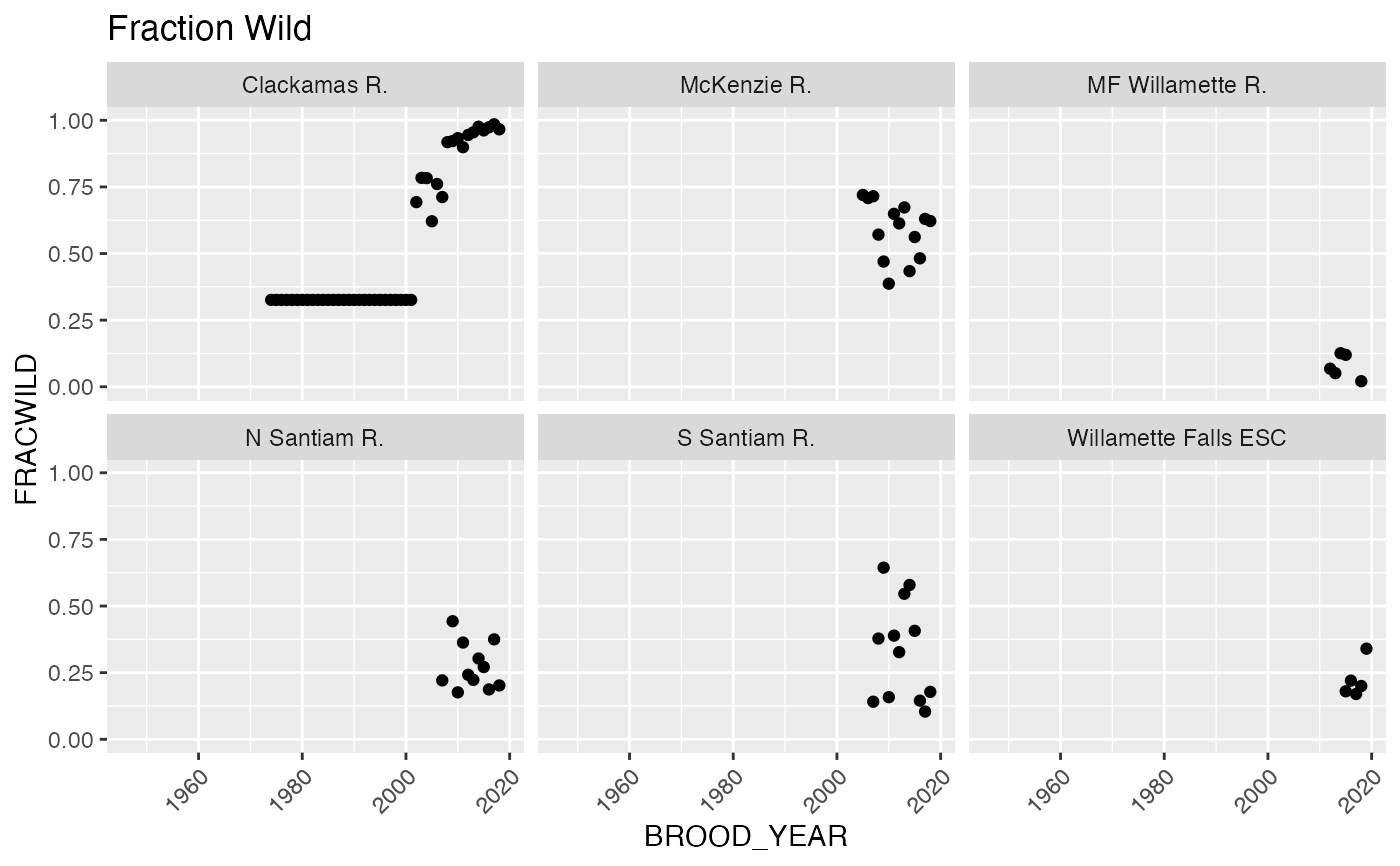 Fraction Wild
Clackamas R.
McKenzie R.
MF Willamette R.
1.00
0.75
0.50
0.25
0.00
FRACWILD
N Santiam R.
S Santiam R.
Willamette Falls ESC
1.00
0.75
0.50
0.25
0.00
1960 1980 2000 2020 1960 1980 2000 2020 1960 1980 2000 2020
BROOD_YEAR